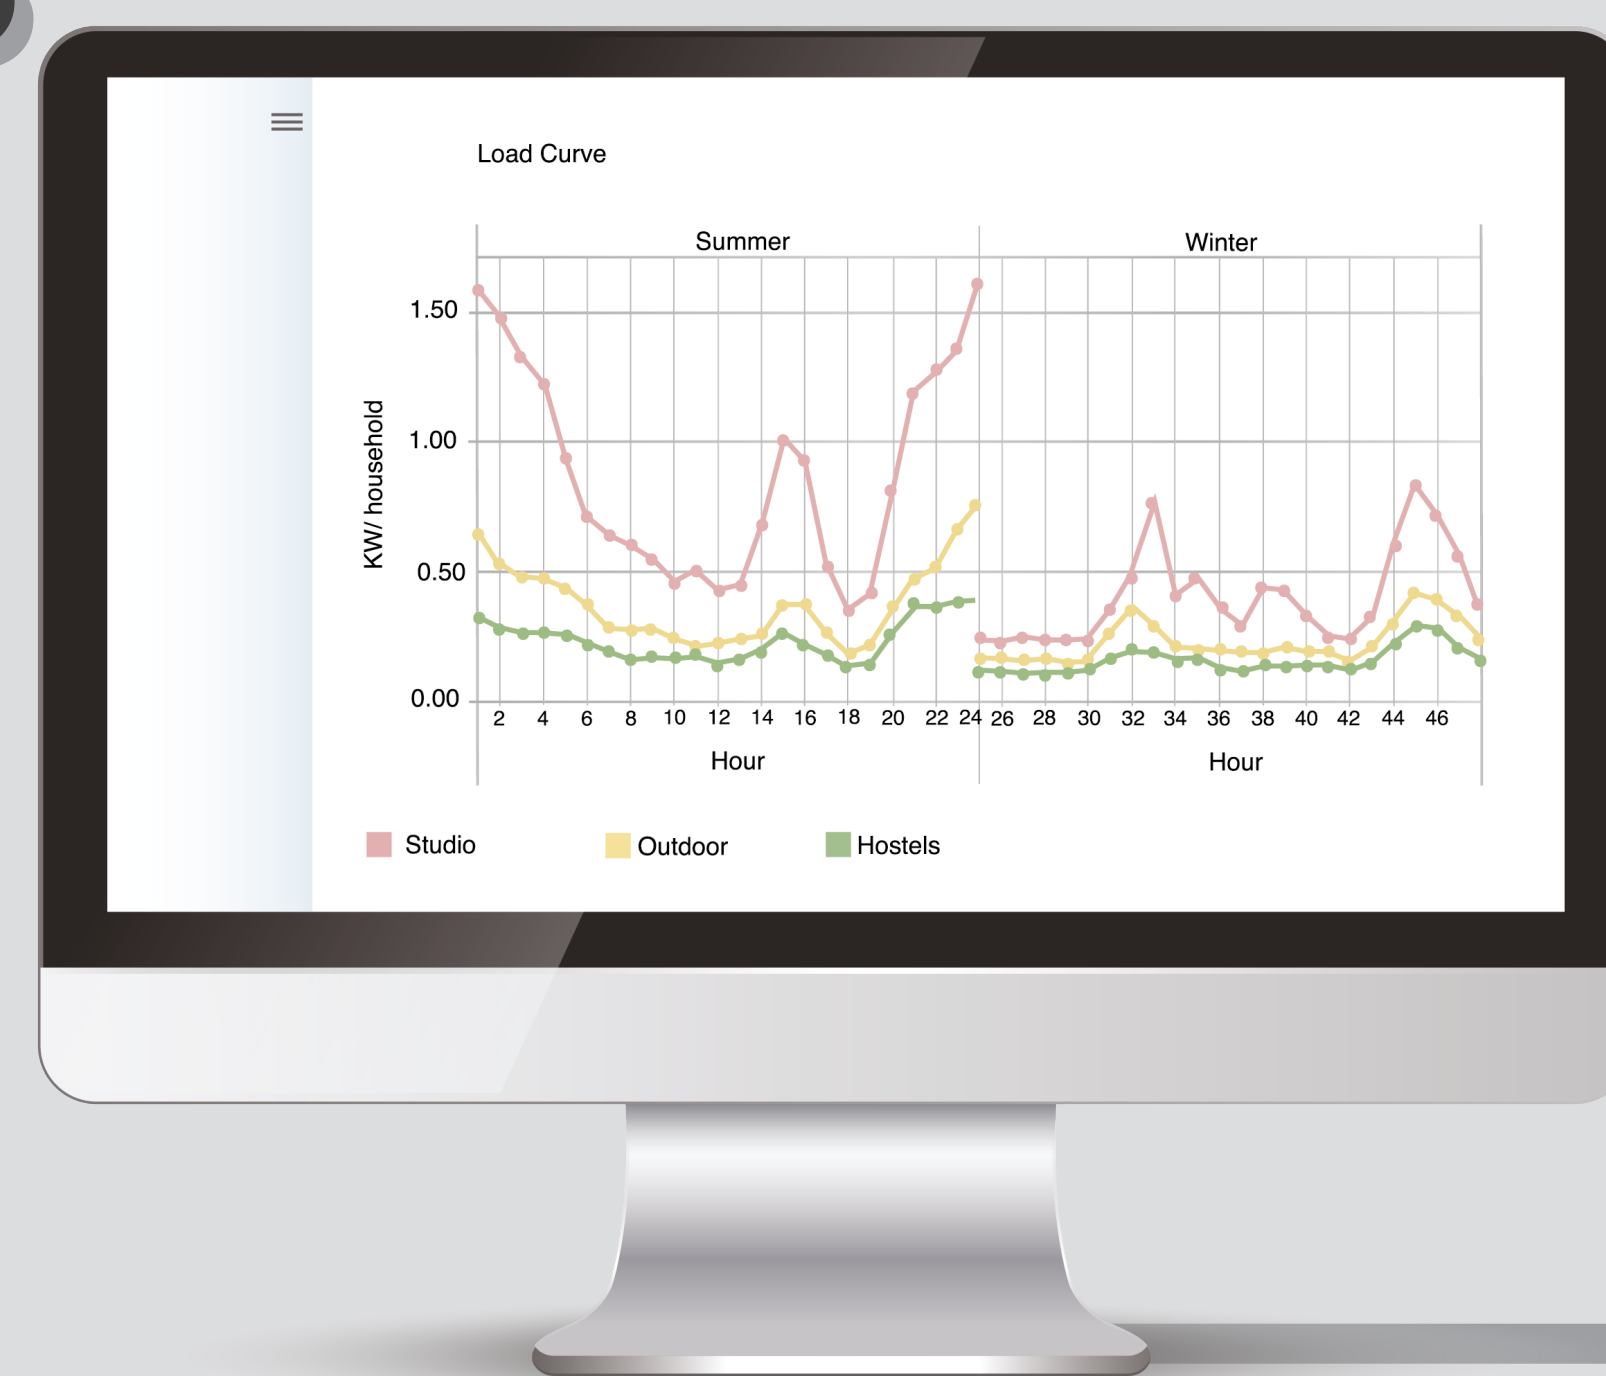 Load Curve
Summer
Winter
1.50
1.00
0.50
0.00
KW/ household
2 4 6 8 10 12 14 16 18 20 22 24 26 28 30 32 34 36 38 40 42 44 46
Hour
Hour
Studio
Outdoor
Hostels